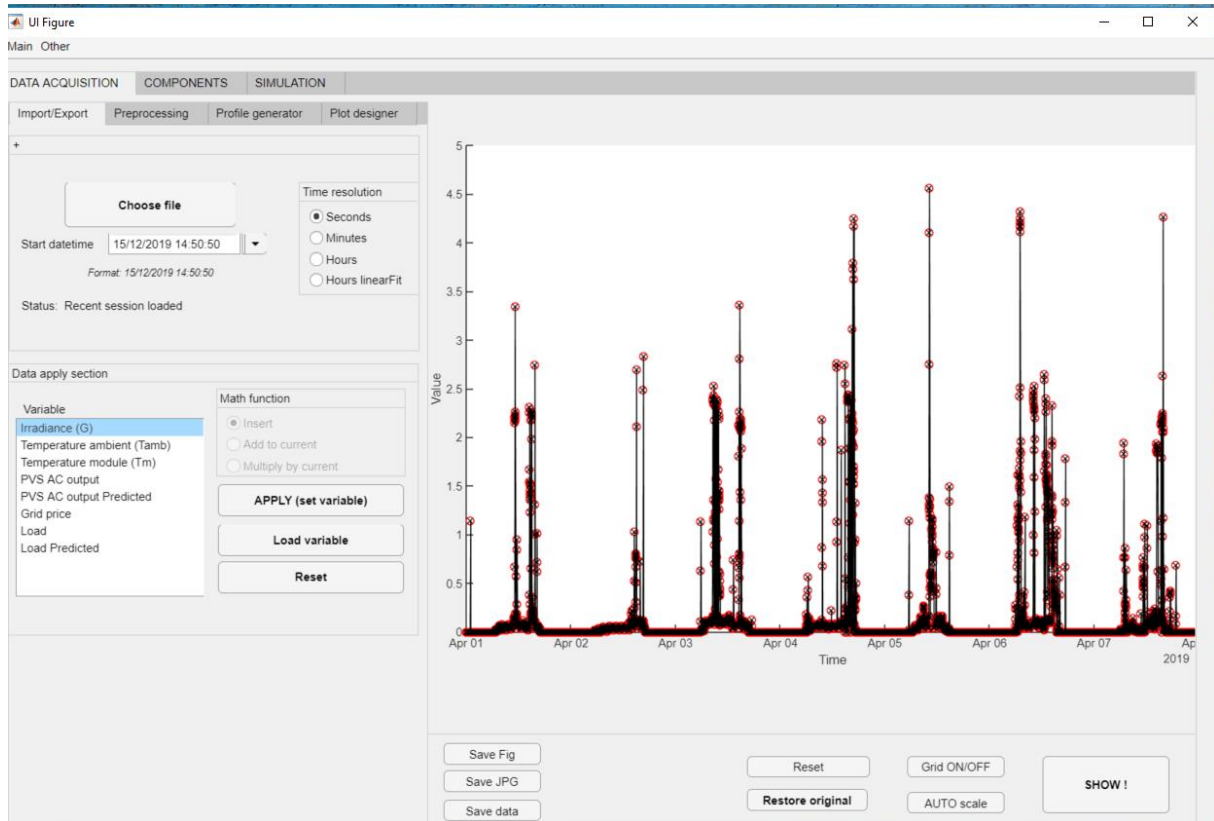 UI Figure
Main Other
DATA ACQUISITION COMPONENTS SIMULATION
Import/Export Preprocessing Profile generator Plot designer
+
Choose file
Time resolution
Seconds
Minutes
Hours
Hours linearFit
Start datetime 15/12/2019 14:50:50
Format: 15/12/2019 14:50:50
Status: Recent session loaded
Data apply section
Variable
Irradiance (G)
Temperature ambient (Tamb)
Temperature module (Tm)
PVS AC output
PVS AC output Predicted
Grid price
Load
Load Predicted
Math function
Insert
Add to current
Multiply by current
APPLY (set variable)
Load variable
Reset
5
4.5
4
3.5
3
2.5
2
1.5
1
0.5
0
Value
Apr 01 Apr 02 Apr 03 Apr 04 Apr 05 Apr 06 Apr 07 Ap
Time
2019
Save Fig
Save JPG
Save data
Reset
Restore original
Grid ON/OFF
AUTO scale
SHOW !